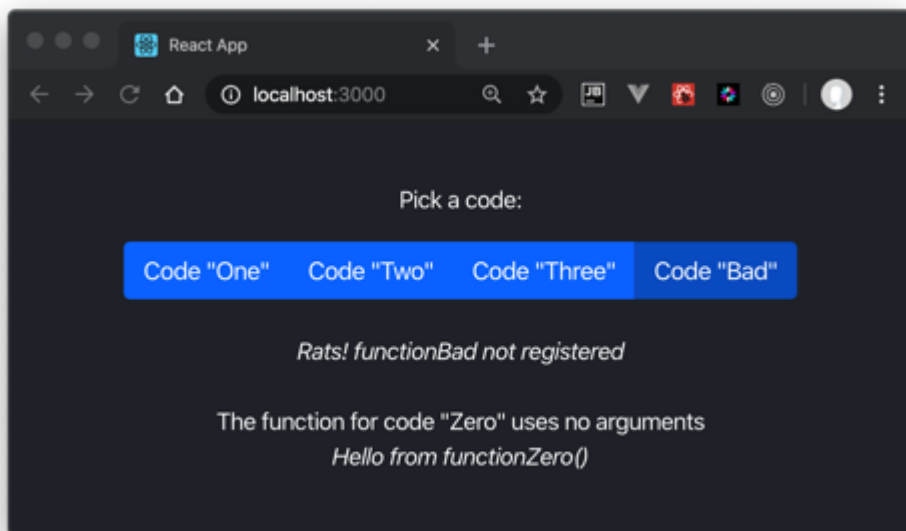 React App
localhost:3000
JB
Pick a code:
Code "One" Code "Two" Code "Three" Code "Bad"
Rats! functionBad not registered
The function for code "Zero" uses no arguments
Hello from functionZero()